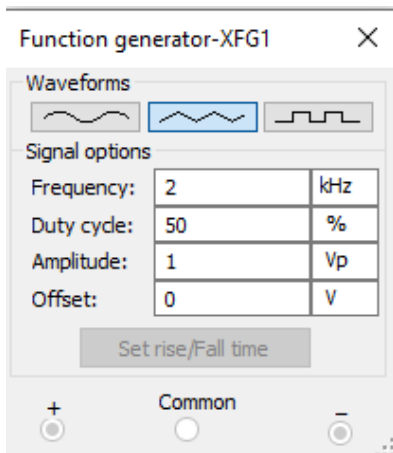 Function generator-XFG1
Waveforms
Signal options
Frequency: 2 kHz
Duty cycle: 50 %
Amplitude: 1 Vp
Offset: 0 V
Set rise/Fall time
+ Common −